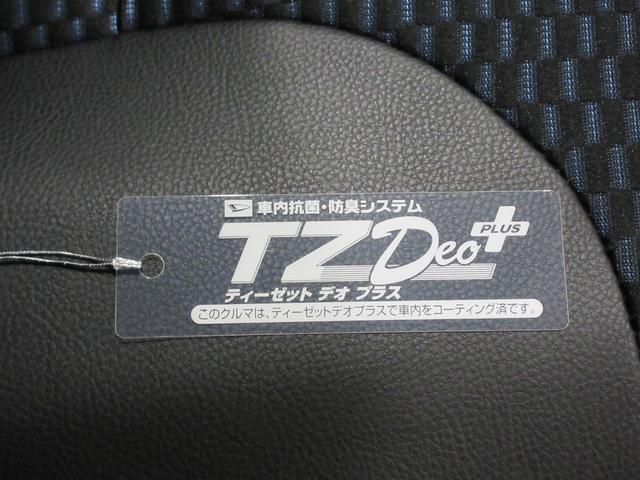 車内抗菌・防臭システム
TZ Deo PLUS
ティーゼット デオ プラス
このクルマは、ティーゼットデオプラスで車内をコーティング済です。